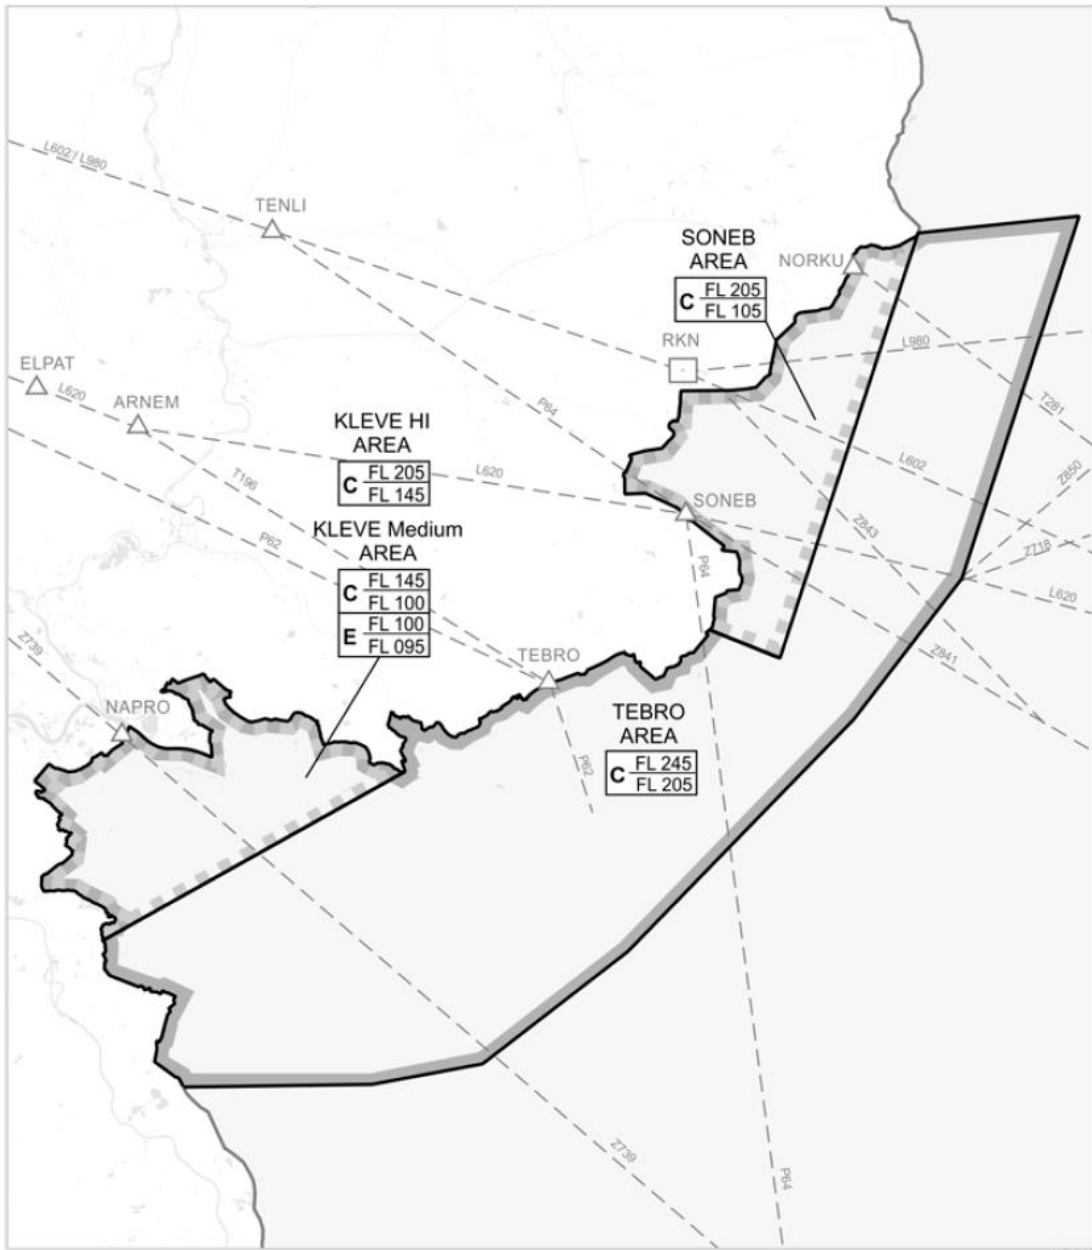 L602 / L980
TENLI
SONEB
AREA
C FL 205
FL 105
NORKU
RKN
L980
ELPAT
L620
ARNEM
P64
T281
KLEVE HI
AREA
C FL 205
FL 145
L620
T196
P62
L602
Z850
SONEB
KLEVE Medium
AREA
C FL 145
FL 100
E FL 100
FL 095
Z843
Z718
P64
L620
Z739
TEBRO
Z841
NAPRO
TEBRO
AREA
C FL 245
FL 205
P62
Z739
P64